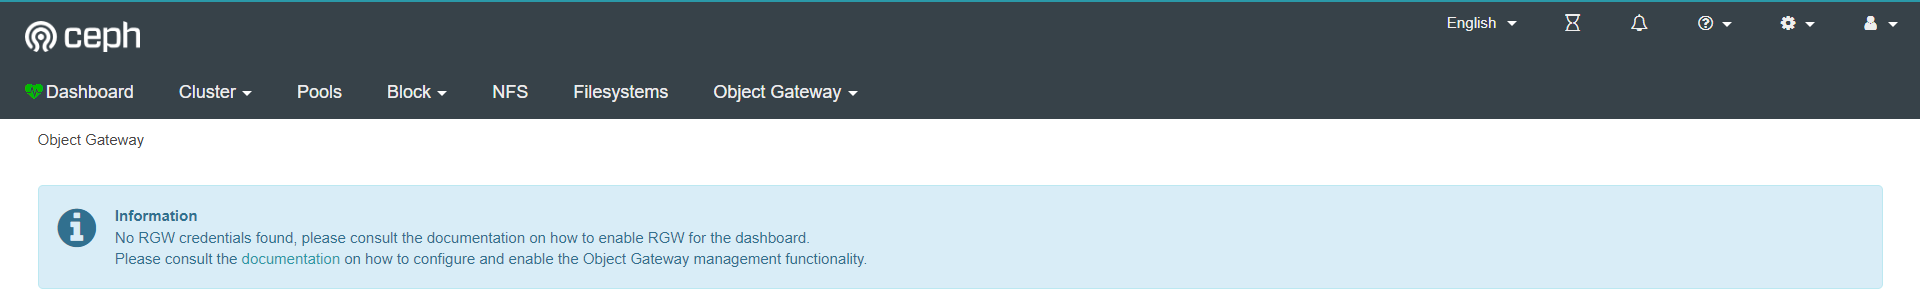 ceph
English
Dashboard Cluster Pools Block NFS Filesystems Object Gateway
Object Gateway
Information
No RGW credentials found, please consult the documentation on how to enable RGW for the dashboard.
Please consult the documentation on how to configure and enable the Object Gateway management functionality.